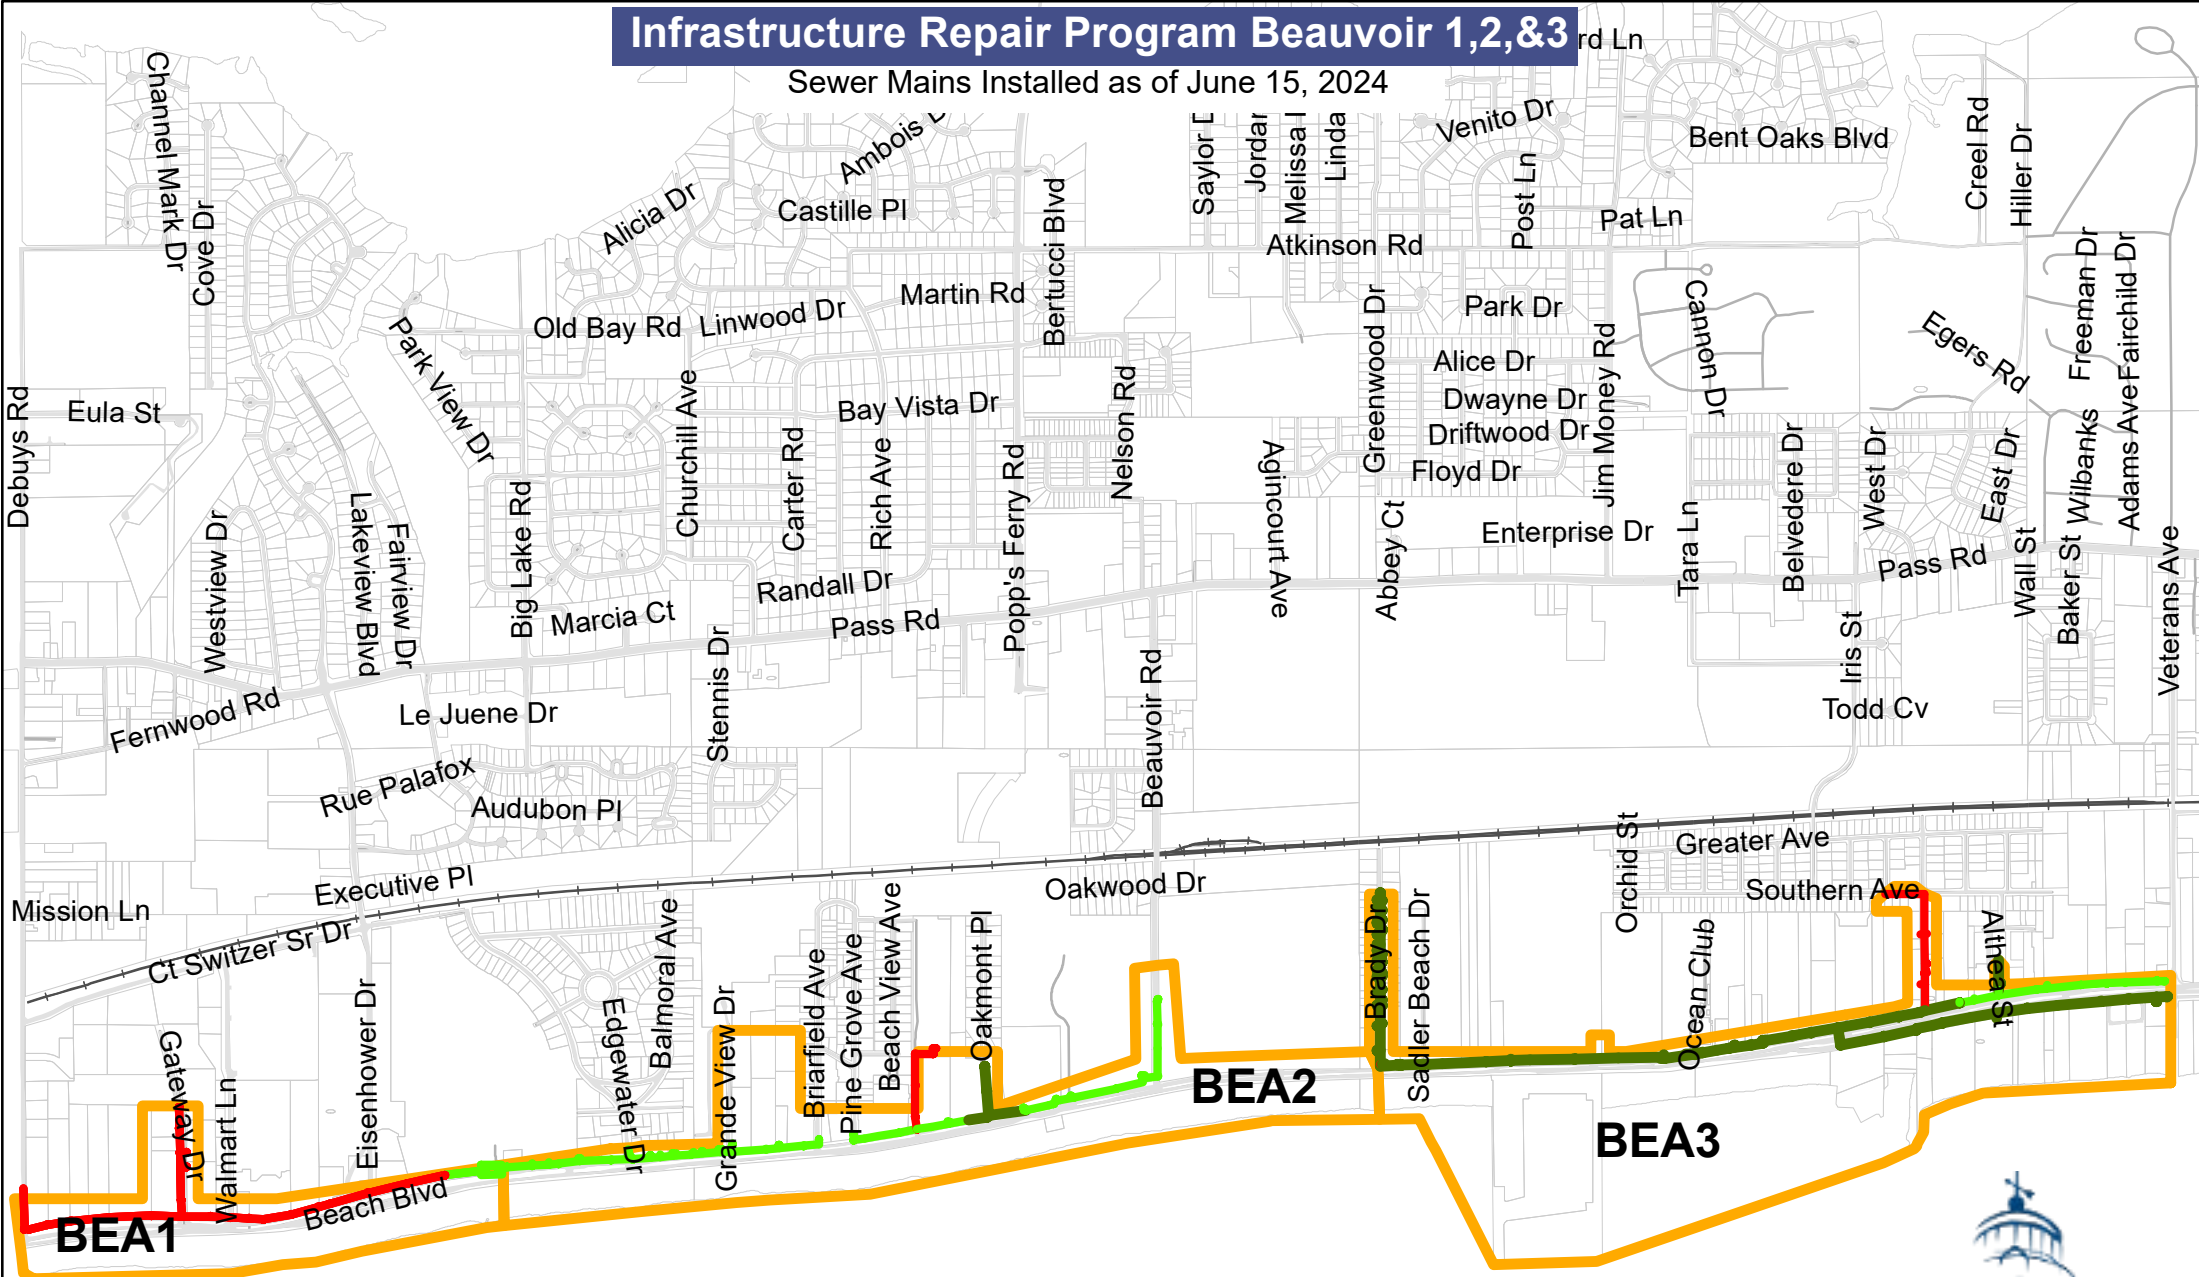 Infrastructure Repair Program Beauvoir 1,2,&3
Sewer Mains Installed as of June 15, 2024
rd Ln
Channel Mark Dr
Cove Dr
Alicia Dr
Ambois D
Castille Pl
Bertucci Blvd
Saylor
Jordan
Melissa
Linda
Venito Dr
Post Ln
Bent Oaks Blvd
Pat Ln
Creel Rd
Hiller Dr
Atkinson Rd
Martin Rd
Old Bay Rd
Linwood Dr
Park View Dr
Greenwood Dr
Park Dr
Cannon Dr
Egers Rd
Freeman Dr
Fairchild Dr
Alice Dr
Dwayne Dr
Driftwood Dr
Floyd Dr
Jim Money Rd
Debuys Rd
Eula St
Churchill Ave
Bay Vista Dr
Nelson Rd
Carter Rd
Rich Ave
Popp's Ferry Rd
Agincourt Ave
Abbey Ct
Enterprise Dr
Tara Ln
Belvedere Dr
West Dr
East Dr
Wilbanks
Adams Ave
Westview Dr
Lakeview Blvd
Fairview Dr
Big Lake Rd
Marcia Ct
Randall Dr
Pass Rd
Pass Rd
Wall St
Baker St
Veterans Ave
Iris St
Todd Cv
Fernwood Rd
Le Juene Dr
Stennis Dr
Beauvoir Rd
Rue Palafox
Audubon Pl
Executive Pl
Oakwood Dr
Orchid St
Greater Ave
Southern Ave
Mission Ln
Ct Switzer Sr Dr
Balmoral Ave
Briarfield Ave
Pine Grove Ave
Beach View Ave
Oakmont Pl
Brady Dr
Sadler Beach Dr
Ocean Club
Althea St
Gateway Dr
Walmart Ln
Eisenhower Dr
Edgewater Dr
Grande View Dr
Beach Blvd
BEA1
BEA2
BEA3